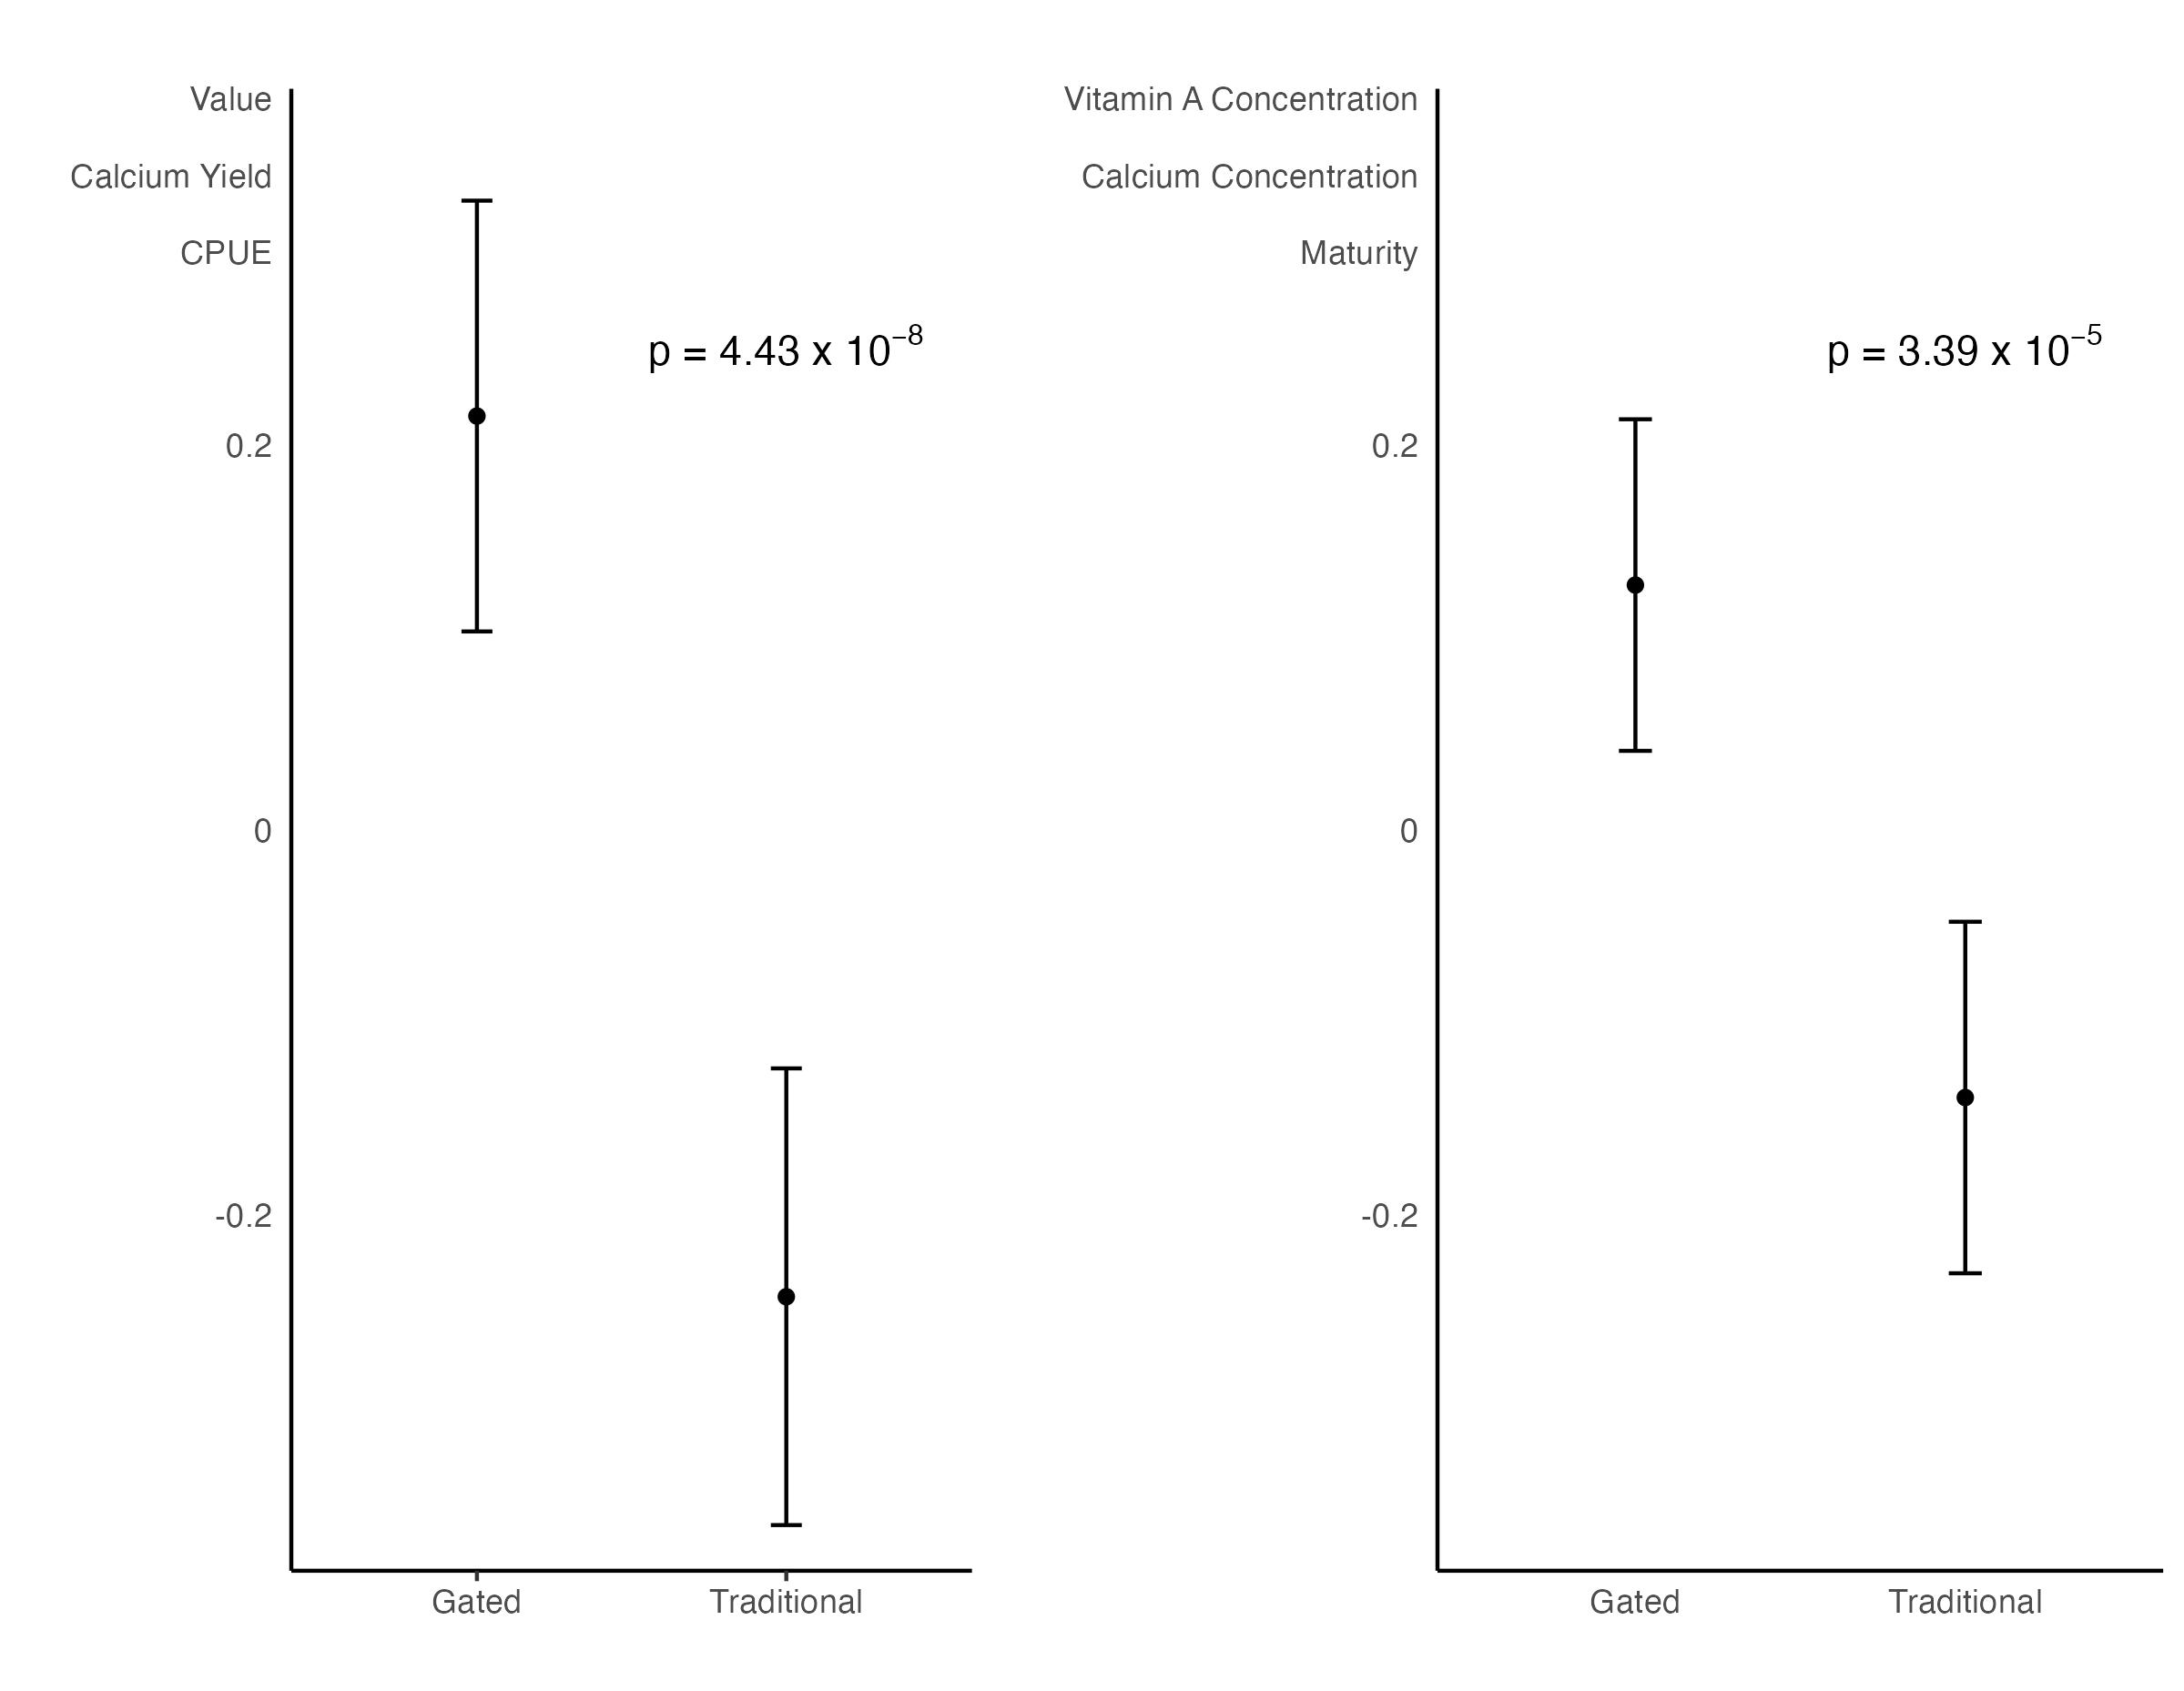 Value
Calcium Yield
CPUE
p = 4.43 x 10⁻⁸
0.2
0
-0.2
Gated
Traditional
Vitamin A Concentration
Calcium Concentration
Maturity
p = 3.39 x 10⁻⁵
0.2
0
-0.2
Gated
Traditional